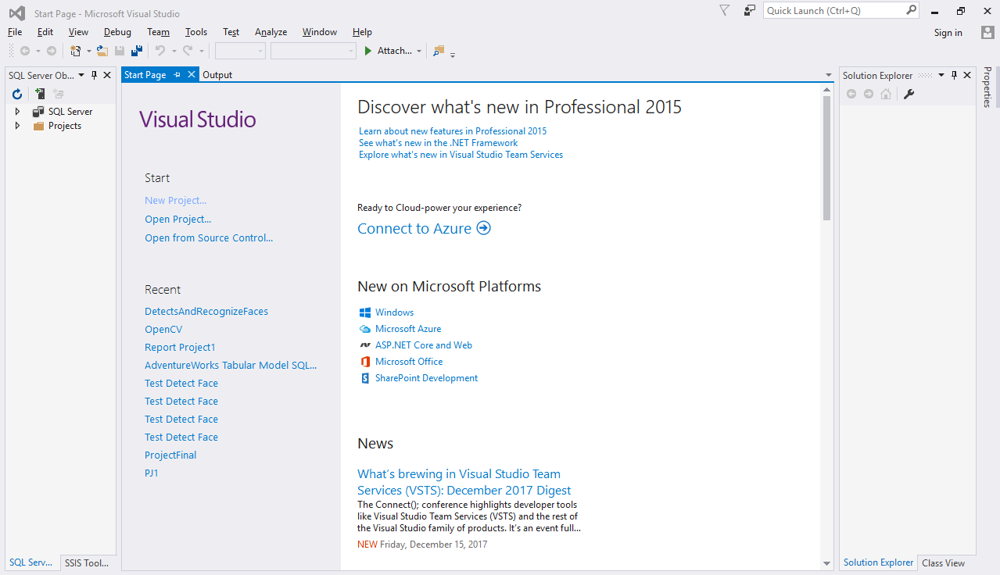 Start Page - Microsoft Visual Studio
Quick Launch (Ctrl+Q)
File Edit View Debug Team Tools Test Analyze Window Help
Sign in
Attach...
SQL Server Ob...
Start Page
Output
Solution Explorer
Properties
SQL Server
Projects
Visual Studio
Start
New Project...
Open Project...
Open from Source Control...
Recent
DetectsAndRecognizeFaces
OpenCV
Report Project1
AdventureWorks Tabular Model SQL...
Test Detect Face
Test Detect Face
Test Detect Face
Test Detect Face
ProjectFinal
PJ1
Discover what's new in Professional 2015
Learn about new features in Professional 2015
See what's new in the .NET Framework
Explore what's new in Visual Studio Team Services
Ready to Cloud-power your experience?
Connect to Azure
New on Microsoft Platforms
Windows
Microsoft Azure
ASP.NET Core and Web
Microsoft Office
SharePoint Development
News
What's brewing in Visual Studio Team
Services (VSTS): December 2017 Digest
The Connect(); conference highlights developer tools
like Visual Studio Team Services (VSTS) and the rest of
the Visual Studio family of products. It's an event full...
NEW Friday, December 15, 2017
SQL Serv...
SSIS Tool...
Solution Explorer
Class View